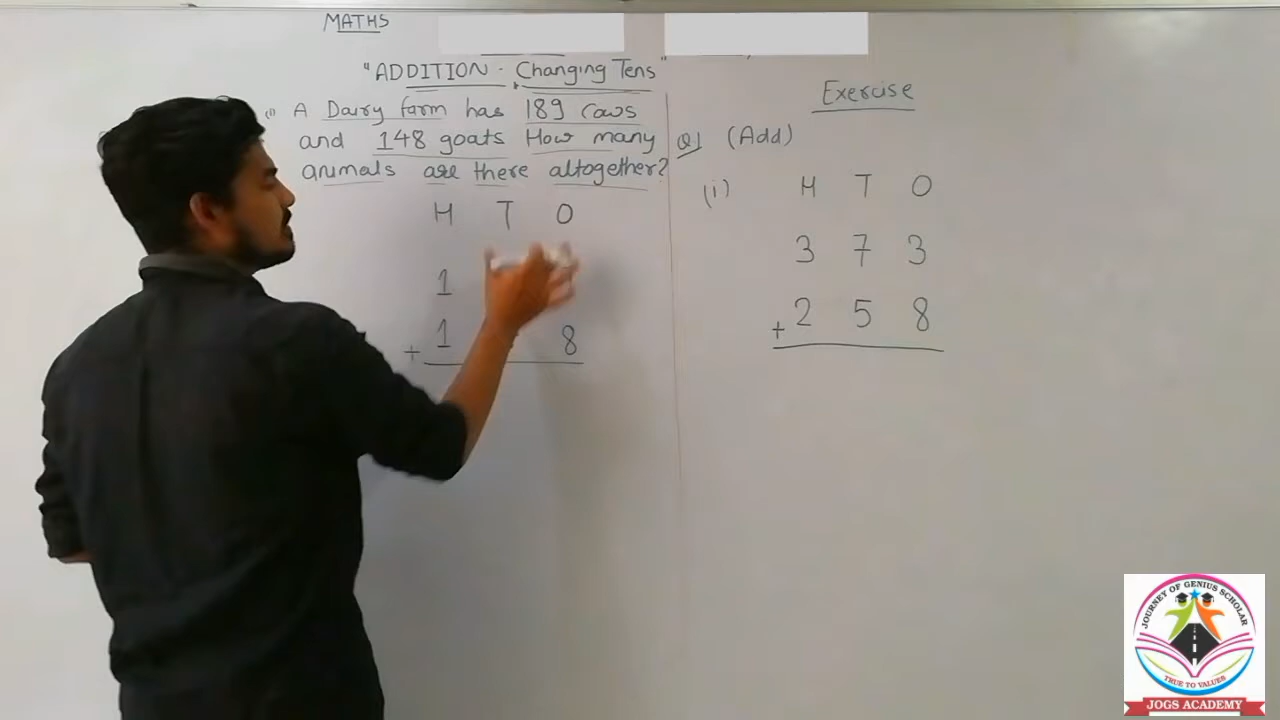 MATHS
"ADDITION - Changing Tens"
(i) A Dairy farm has 189 cows
and 148 goats How many
animals are there altogether?
H T O
1
+ 1 8
Exercise
Q1 (Add)
(i) H T O
3 7 3
+ 2 5 8
JOURNEY OF GENIUS SCHOLAR
TRUE TO VALUES
JOGS ACADEMY